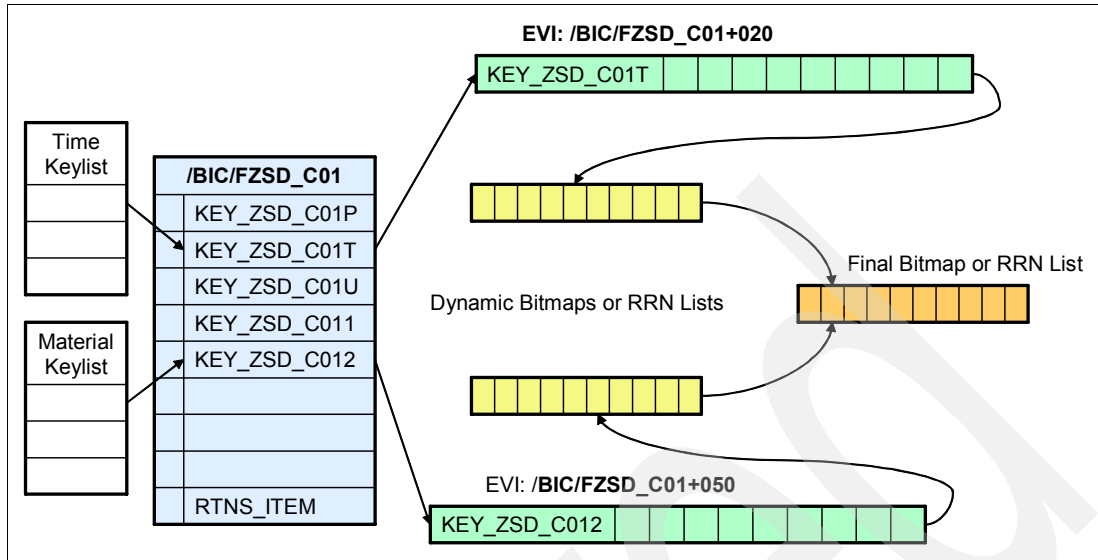 EVI: /BIC/FZSD_C01+020
KEY_ZSD_C01T
Time
Keylist
/BIC/FZSD_C01
KEY_ZSD_C01P
KEY_ZSD_C01T
KEY_ZSD_C01U
KEY_ZSD_C011
KEY_ZSD_C012
RTNS_ITEM
Material
Keylist
Dynamic Bitmaps or RRN Lists
Final Bitmap or RRN List
EVI: /BIC/FZSD_C01+050
KEY_ZSD_C012